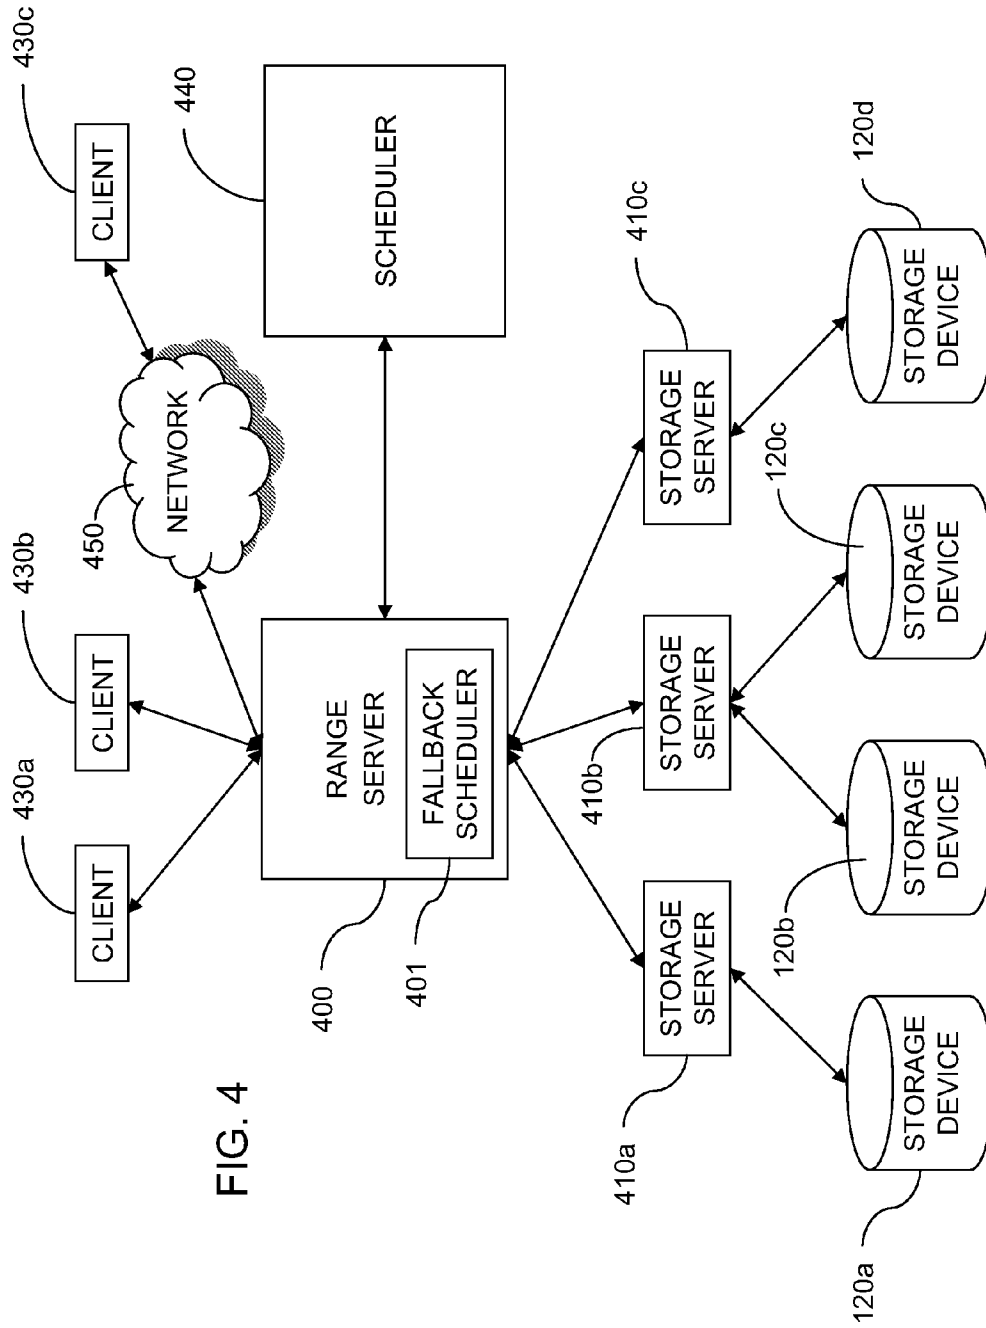 430a
430b
430c
CLIENT
CLIENT
CLIENT
450
NETWORK
440
SCHEDULER
RANGE
SERVER
FALLBACK
SCHEDULER
400
401
FIG. 4
410a
410b
410c
STORAGE
SERVER
STORAGE
SERVER
STORAGE
SERVER
120a
120b
120c
120d
STORAGE
DEVICE
STORAGE
DEVICE
STORAGE
DEVICE
STORAGE
DEVICE